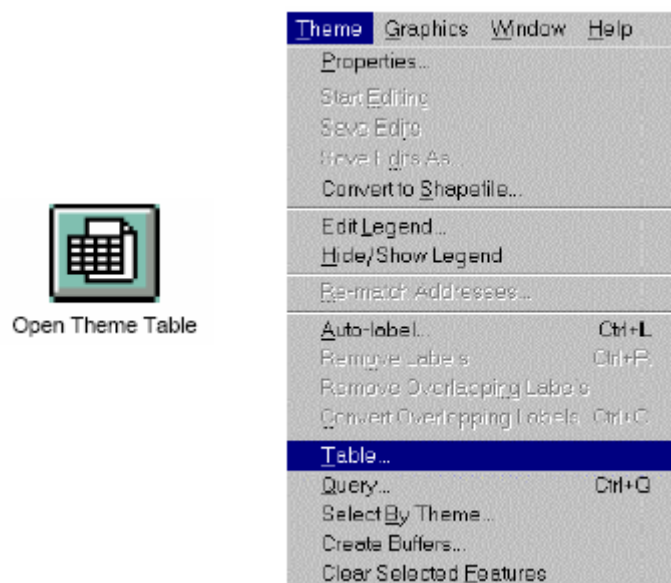 Theme Graphics Window Help
Properties...
Start Editing
Save Edits
Save Edits As...
Convert to Shapefile...
Edit Legend...
Hide/Show Legend
Re-match Addresses...
Open Theme Table
Auto-label... Ctrl+L
Remove Labels Ctrl+R
Remove Overlapping Labels
Convert Overlapping Labels
Table...
Query... Ctrl+Q
Select By Theme...
Create Buffers...
Clear Selected Features